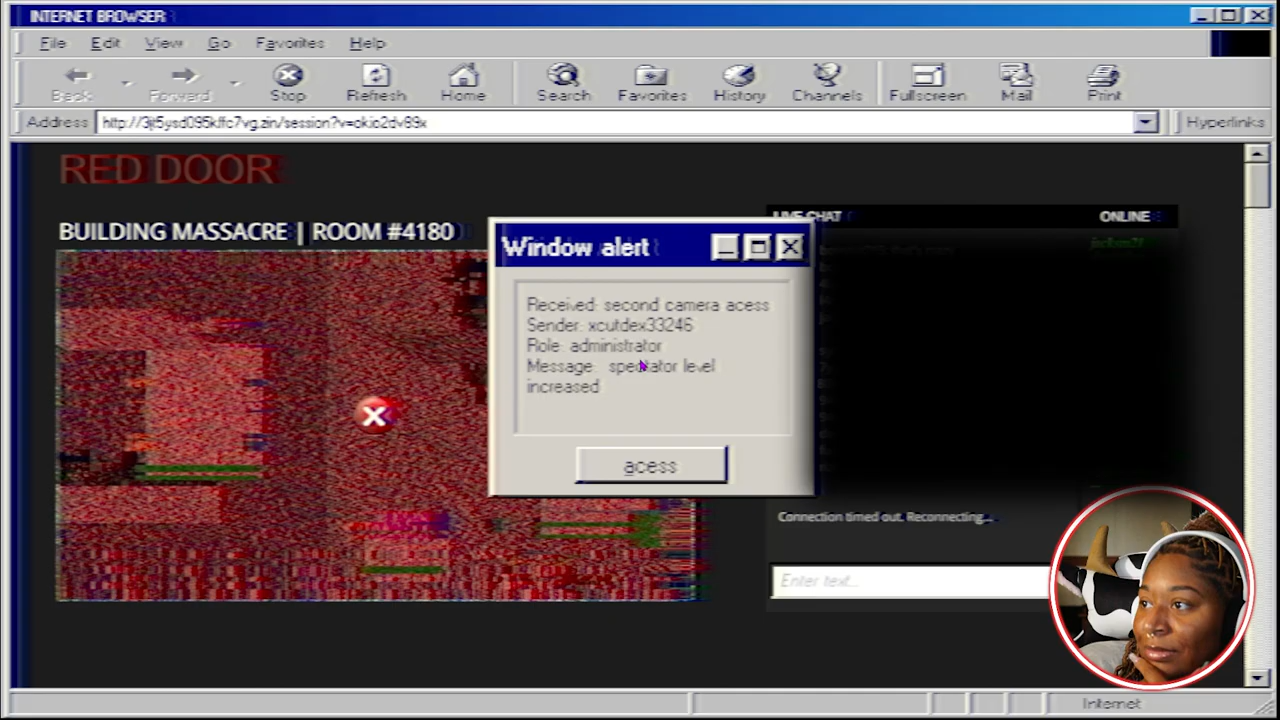 INTERNET BROWSER
File Edit View Go Favorites Help
Back Forward Stop Refresh Home Search Favorites History Channels Fullscreen Mail Print
Address Hyperlinks
RED DOOR
BUILDING MASSACRE | ROOM #4180
LIVE CHAT ONLINE
Window alert
Received: second camera acess
Sender: xcutdex33246
Role: administrator
Message: spectator level
increased
acess
Connection timed out. Reconnecting...
Enter text...
Internet